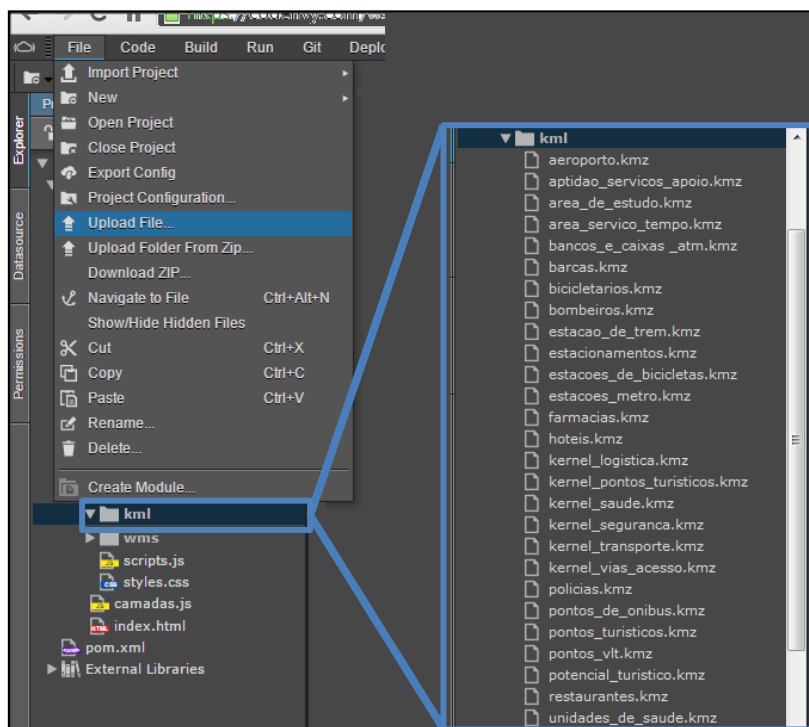 File Code Build Run Git Deplo
Import Project
New
Open Project
Close Project
Export Config
Project Configuration...
Upload File...
Upload Folder From Zip...
Download ZIP...
Navigate to File Ctrl+Alt+N
Show/Hide Hidden Files
Cut Ctrl+X
Copy Ctrl+C
Paste Ctrl+V
Rename...
Delete...
Create Module...
Explorer
Datasource
Permissions
kml
wms
scripts.js
styles.css
camadas.js
index.html
pom.xml
External Libraries
kml
aeroporto.kmz
aptidao_servicos_apoio.kmz
area_de_estudo.kmz
area_servico_tempo.kmz
bancos_e_caixas _atm.kmz
barcas.kmz
bicicletarios.kmz
bombeiros.kmz
estacao_de_trem.kmz
estacionamentos.kmz
estacoes_de_bicicletas.kmz
estacoes_metro.kmz
farmacias.kmz
hoteis.kmz
kernel_logistica.kmz
kernel_pontos_turisticos.kmz
kernel_saude.kmz
kernel_seguranca.kmz
kernel_transporte.kmz
kernel_vias_acesso.kmz
policias.kmz
pontos_de_onibus.kmz
pontos_turisticos.kmz
pontos_vlt.kmz
potencial_turistico.kmz
restaurantes.kmz
unidades_de_saude.kmz